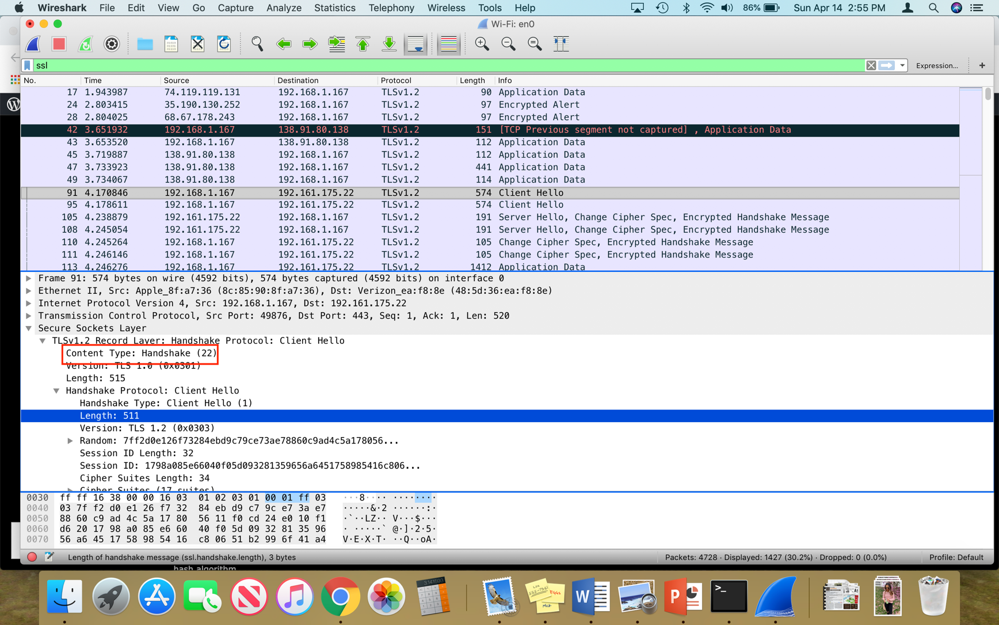 Wireshark File Edit View Go Capture Analyze Statistics Telephony Wireless Tools Help 86% Sun Apr 14 2:55 PM
Wi-Fi: en0
ssl Expression... +
No. Time Source Destination Protocol Length Info
17 1.943987 74.119.119.131 192.168.1.167 TLSv1.2 90 Application Data
24 2.803415 35.190.130.252 192.168.1.167 TLSv1.2 97 Encrypted Alert
28 2.804025 68.67.178.243 192.168.1.167 TLSv1.2 97 Encrypted Alert
42 3.651932 192.168.1.167 138.91.80.138 TLSv1.2 151 [TCP Previous segment not captured] , Application Data
43 3.653520 192.168.1.167 138.91.80.138 TLSv1.2 112 Application Data
45 3.719887 138.91.80.138 192.168.1.167 TLSv1.2 112 Application Data
47 3.733923 138.91.80.138 192.168.1.167 TLSv1.2 441 Application Data
49 3.734067 138.91.80.138 192.168.1.167 TLSv1.2 114 Application Data
91 4.170846 192.168.1.167 192.161.175.22 TLSv1.2 574 Client Hello
95 4.178611 192.168.1.167 192.161.175.22 TLSv1.2 574 Client Hello
105 4.238879 192.161.175.22 192.168.1.167 TLSv1.2 191 Server Hello, Change Cipher Spec, Encrypted Handshake Message
108 4.245054 192.161.175.22 192.168.1.167 TLSv1.2 191 Server Hello, Change Cipher Spec, Encrypted Handshake Message
110 4.245264 192.168.1.167 192.161.175.22 TLSv1.2 105 Change Cipher Spec, Encrypted Handshake Message
111 4.246146 192.168.1.167 192.161.175.22 TLSv1.2 105 Change Cipher Spec, Encrypted Handshake Message
113 4.246276 192.168.1.167 192.161.175.22 TLSv1.2 1412 Application Data
Frame 91: 574 bytes on wire (4592 bits), 574 bytes captured (4592 bits) on interface 0
Ethernet II, Src: Apple_8f:a7:36 (8c:85:90:8f:a7:36), Dst: Verizon_ea:f8:8e (48:5d:36:ea:f8:8e)
Internet Protocol Version 4, Src: 192.168.1.167, Dst: 192.161.175.22
Transmission Control Protocol, Src Port: 49876, Dst Port: 443, Seq: 1, Ack: 1, Len: 520
Secure Sockets Layer
TLSv1.2 Record Layer: Handshake Protocol: Client Hello
Content Type: Handshake (22)
Version: TLS 1.0 (0x0301)
Length: 515
Handshake Protocol: Client Hello
Handshake Type: Client Hello (1)
Length: 511
Version: TLS 1.2 (0x0303)
Random: 7ff2d0e126f73284ebd9c79ce73ae78860c9ad4c5a178056...
Session ID Length: 32
Session ID: 1798a085e66040f05d093281359656a6451758985416c806...
Cipher Suites Length: 34
Cipher Suites (17 suites)
0030 ff ff 16 38 00 00 16 03 01 02 03 01 00 01 ff 03 ···8···· ········
0040 03 7f f2 d0 e1 26 f7 32 84 eb d9 c7 9c e7 3a e7 ·····&·2 ······:·
0050 88 60 c9 ad 4c 5a 17 80 56 11 f0 cd 24 e0 10 f1 ·`··LZ·· V···$···
0060 d6 20 17 98 a0 85 e6 60 40 f0 5d 09 32 81 35 96 · ·····` @·]·2·5·
0070 56 a6 45 17 58 98 54 16 c8 06 51 b2 99 6f 41 a4 V·E·X·T· ··Q··oA·
Length of handshake message (ssl.handshake.length), 3 bytes Packets: 4728 · Displayed: 1427 (30.2%) · Dropped: 0 (0.0%) Profile: Default
hash algorithm